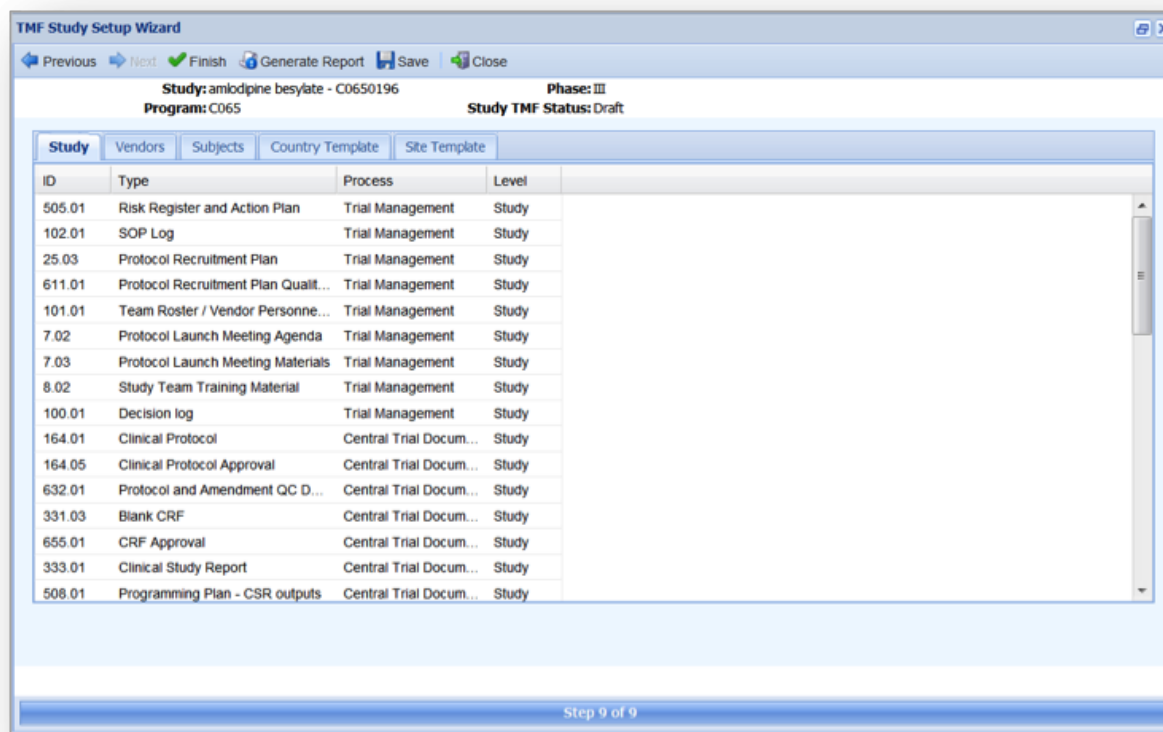 TMF Study Setup Wizard
Previous Next Finish Generate Report Save Close
Study: amlodipine besylate - C0650196 Phase: III
Program: C065 Study TMF Status: Draft
Study Vendors Subjects Country Template Site Template
ID Type Process Level
505.01 Risk Register and Action Plan Trial Management Study
102.01 SOP Log Trial Management Study
25.03 Protocol Recruitment Plan Trial Management Study
611.01 Protocol Recruitment Plan Qualit... Trial Management Study
101.01 Team Roster / Vendor Personne... Trial Management Study
7.02 Protocol Launch Meeting Agenda Trial Management Study
7.03 Protocol Launch Meeting Materials Trial Management Study
8.02 Study Team Training Material Trial Management Study
100.01 Decision log Trial Management Study
164.01 Clinical Protocol Central Trial Docum... Study
164.05 Clinical Protocol Approval Central Trial Docum... Study
632.01 Protocol and Amendment QC D... Central Trial Docum... Study
331.03 Blank CRF Central Trial Docum... Study
655.01 CRF Approval Central Trial Docum... Study
333.01 Clinical Study Report Central Trial Docum... Study
508.01 Programming Plan - CSR outputs Central Trial Docum... Study
Step 9 of 9